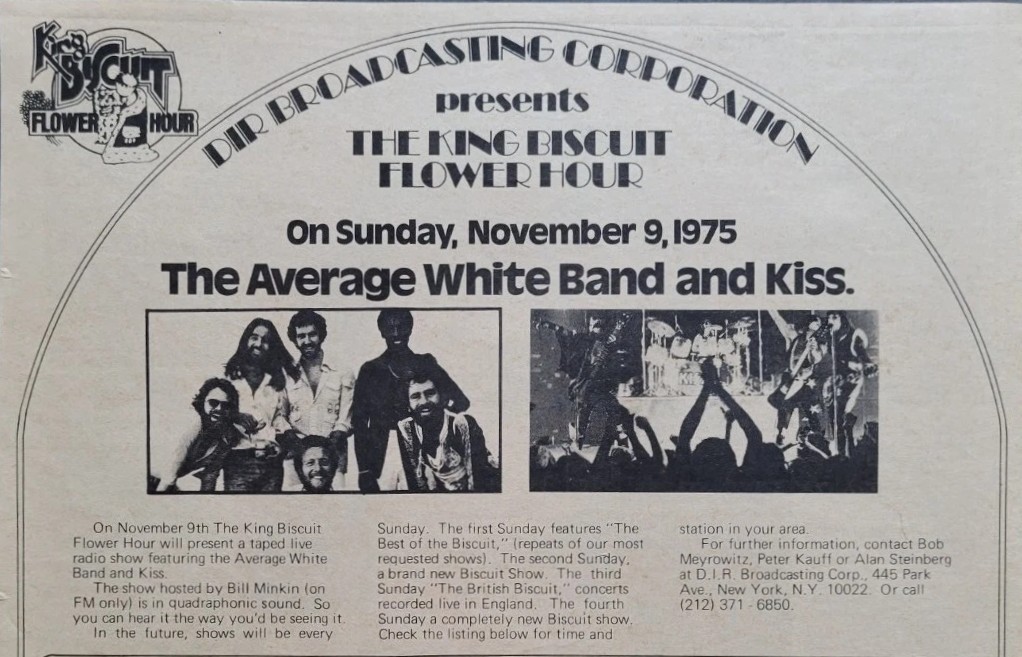 King
BISCUIT
FLOWER HOUR
DIR BROADCASTING CORPORATION
presents
THE KING BISCUIT
FLOWER HOUR
On Sunday, November 9, 1975
The Average White Band and Kiss.
On November 9th The King Biscuit
Flower Hour will present a taped live
radio show featuring the Average White
Band and Kiss.
The show hosted by Bill Minkin (on
FM only) is in quadraphonic sound. So
you can hear it the way you'd be seeing it.
In the future, shows will be every
Sunday. The first Sunday features "The
Best of the Biscuit," (repeats of our most
requested shows). The second Sunday,
a brand new Biscuit Show. The third
Sunday "The British Biscuit," concerts
recorded live in England. The fourth
Sunday a completely new Biscuit show.
Check the listing below for time and
station in your area.
For further information, contact Bob
Meyrowitz, Peter Kauff or Alan Steinberg
at D.I.R. Broadcasting Corp., 445 Park
Ave., New York, N.Y. 10022. Or call
(212) 371 - 6850.